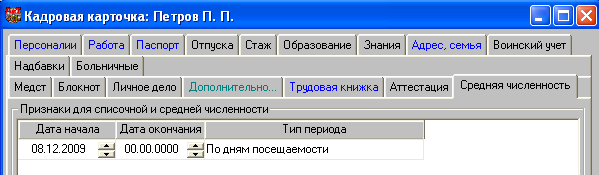 Кадровая карточка: Петров П. П.
Персоналии Работа Паспорт Отпуска Стаж Образование Знания Адрес, семья Воинский учет
Надбавки Больничные
Медст Блокнот Личное дело Дополнительно... Трудовая книжка Аттестация Средняя численность
Признаки для списочной и средней численности
Дата начала Дата окончания Тип периода
08.12.2009 00.00.0000 По дням посещаемости